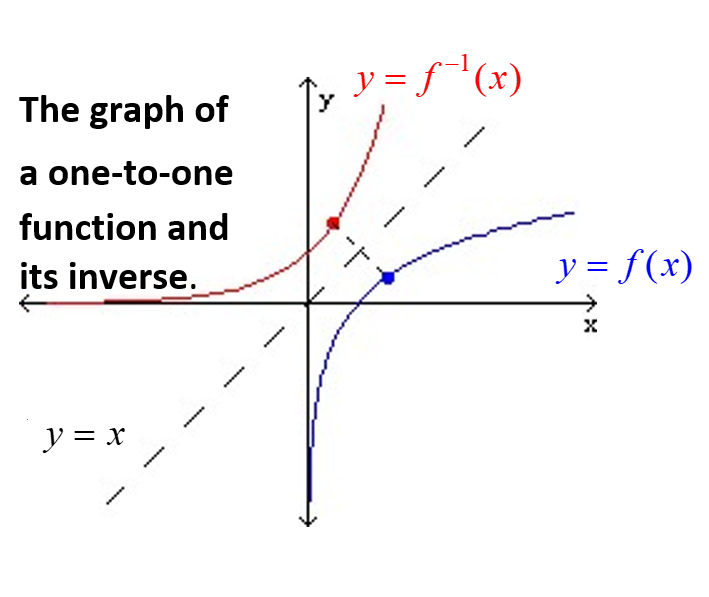 y = f⁻¹(x)
The graph of
a one-to-one
function and
its inverse.
y
y = f(x)
x
y = x